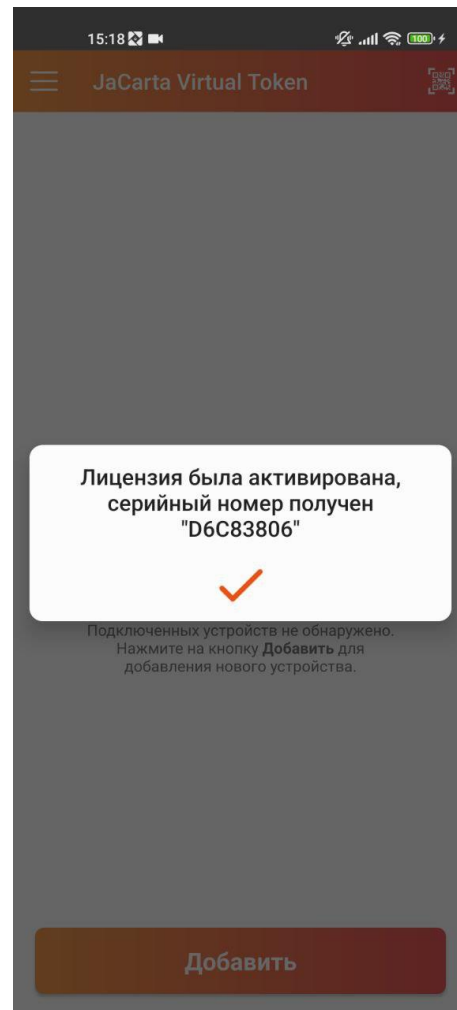 15:18
100
JaCarta Virtual Token
Лицензия была активирована,
серийный номер получен
"D6C83806"
Подключенных устройств не обнаружено.
Нажмите на кнопку Добавить для
добавления нового устройства.
Добавить